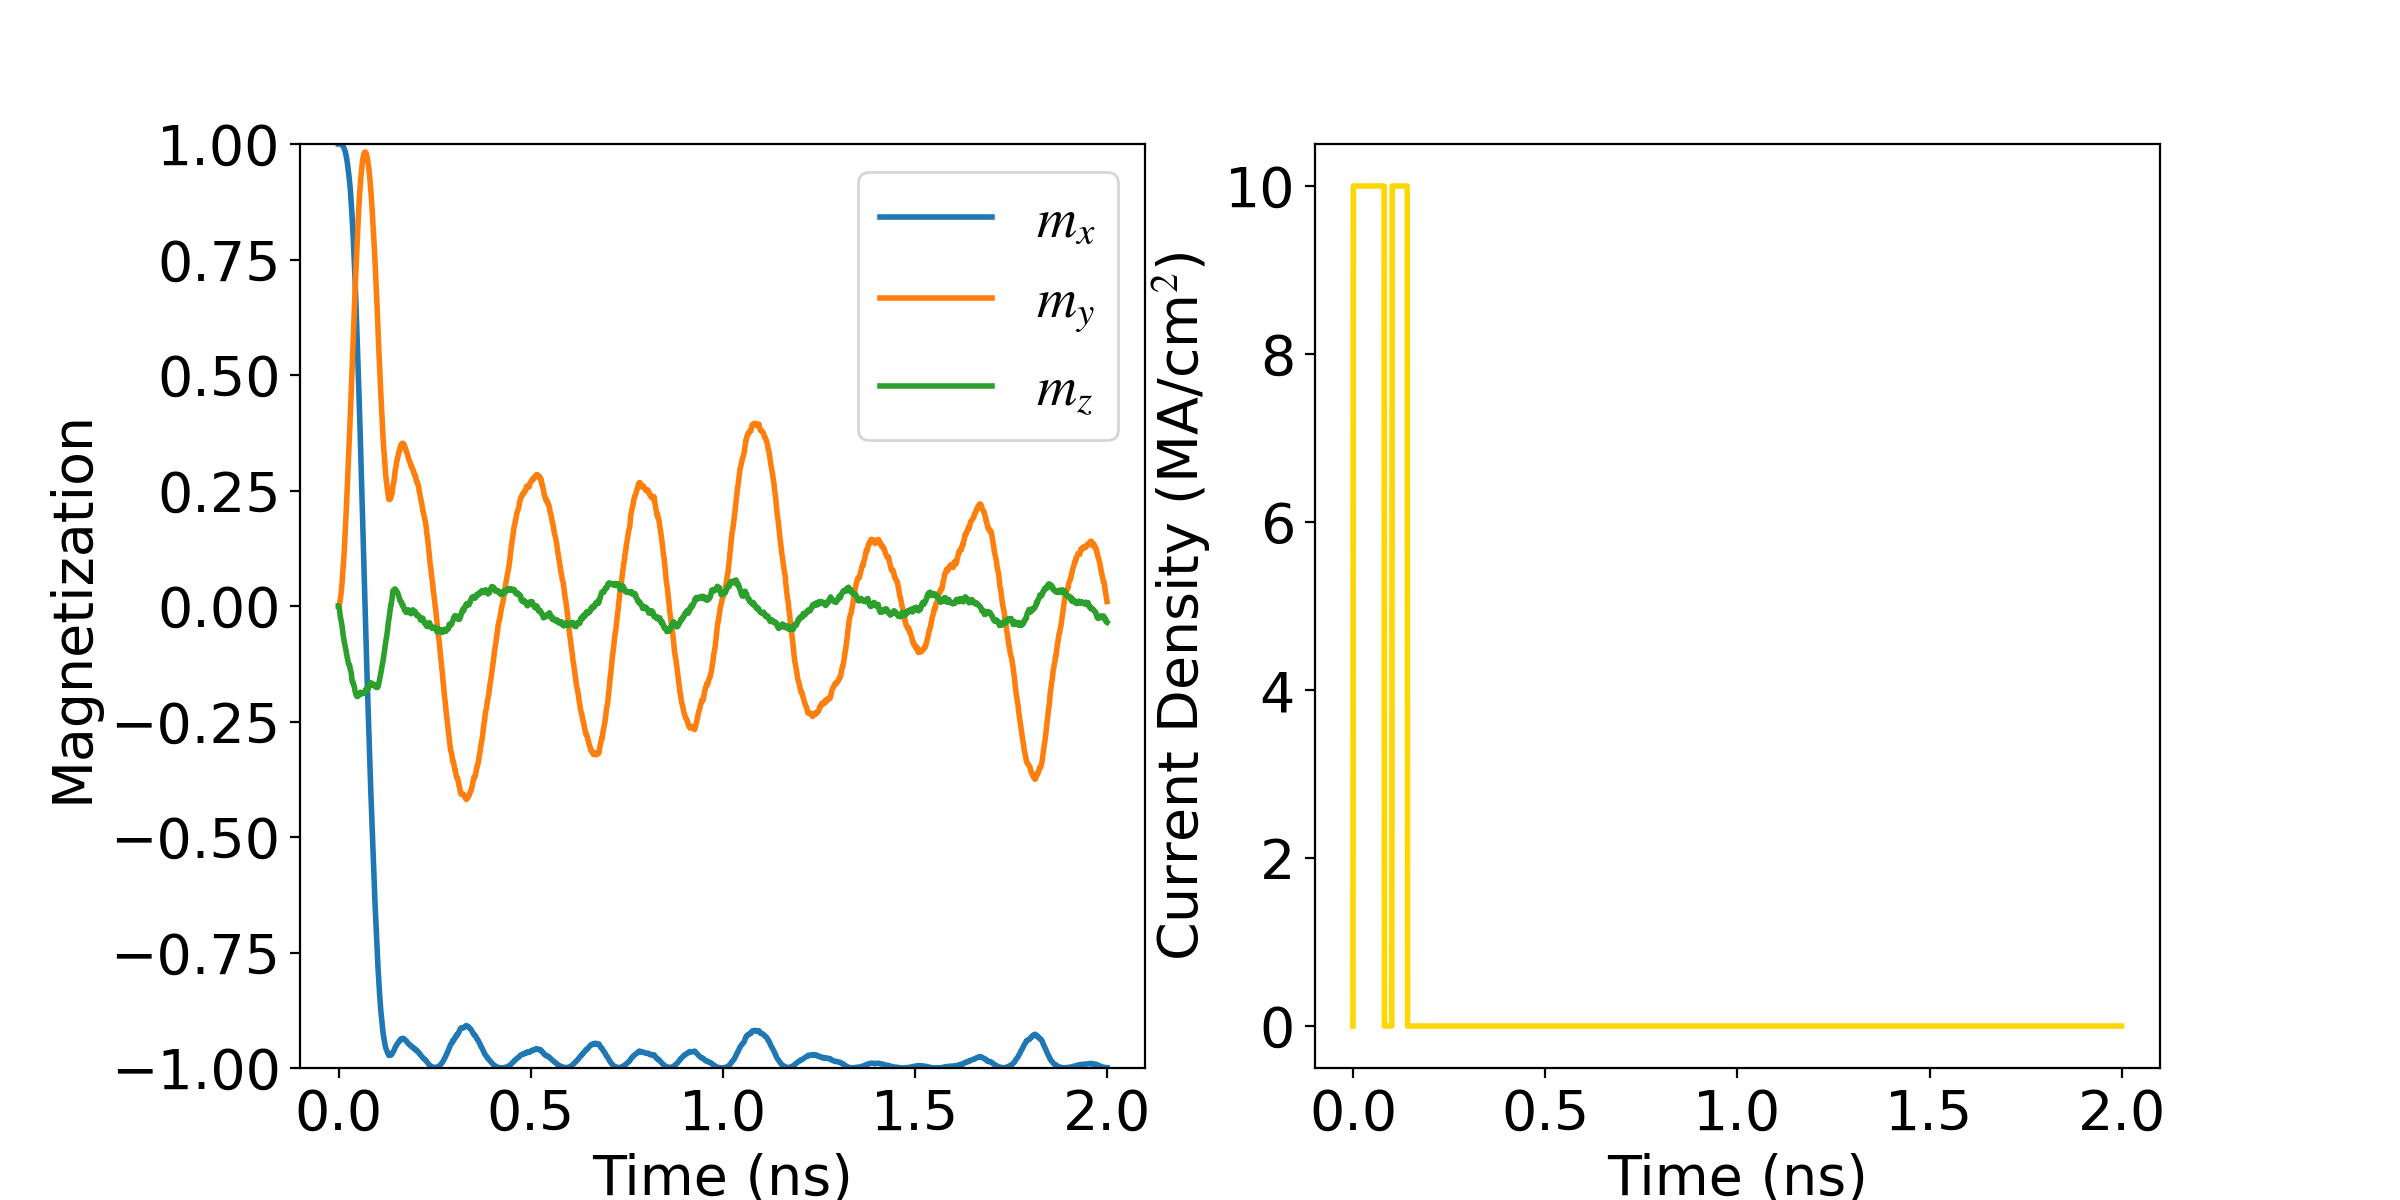 Magnetization
1.00
0.75
0.50
0.25
0.00
−0.25
−0.50
−0.75
−1.00
0.0 0.5 1.0 1.5 2.0
Time (ns)
m_x
m_y
m_z
Current Density (MA/cm²)
10
8
6
4
2
0
0.0 0.5 1.0 1.5 2.0
Time (ns)